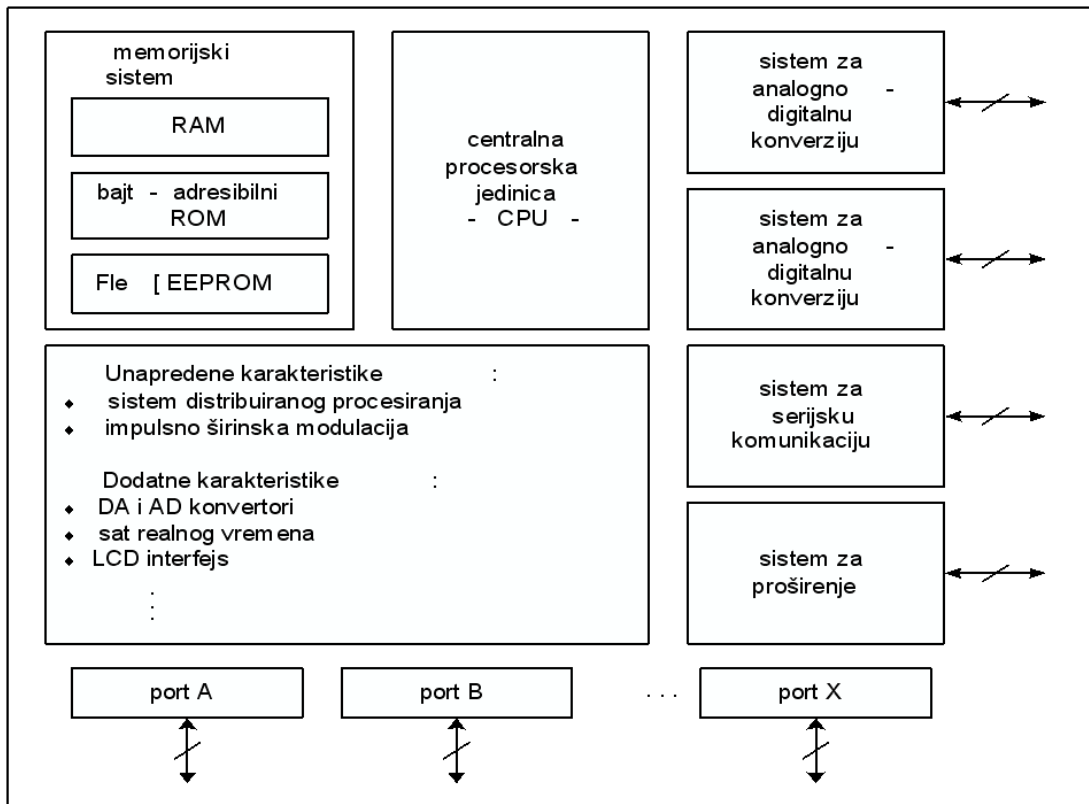 memorijski
sistem
RAM
bajt - adresibilni
ROM
Fle [ EEPROM
centralna
procesorska
jedinica
- CPU -
sistem za
analogno -
digitalnu
konverziju
sistem za
analogno -
digitalnu
konverziju
Unapredene karakteristike :
sistem distribuiranog procesiranja
impulsno širinska modulacija
Dodatne karakteristike :
DA i AD konvertori
sat realnog vremena
LCD interfejs
sistem za
serijsku
komunikaciju
sistem za
proširenje
port A
port B
. . .
port X